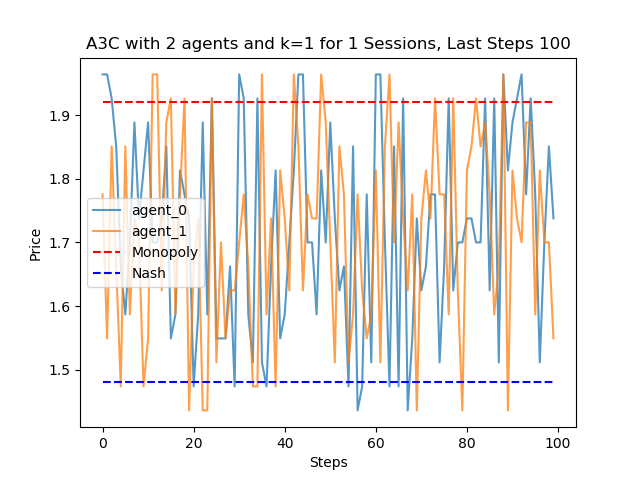 A3C with 2 agents and k=1 for 1 Sessions, Last Steps 100
Price
1.9
1.8
1.7
1.6
1.5
agent_0
agent_1
Monopoly
Nash
0 20 40 60 80 100
Steps